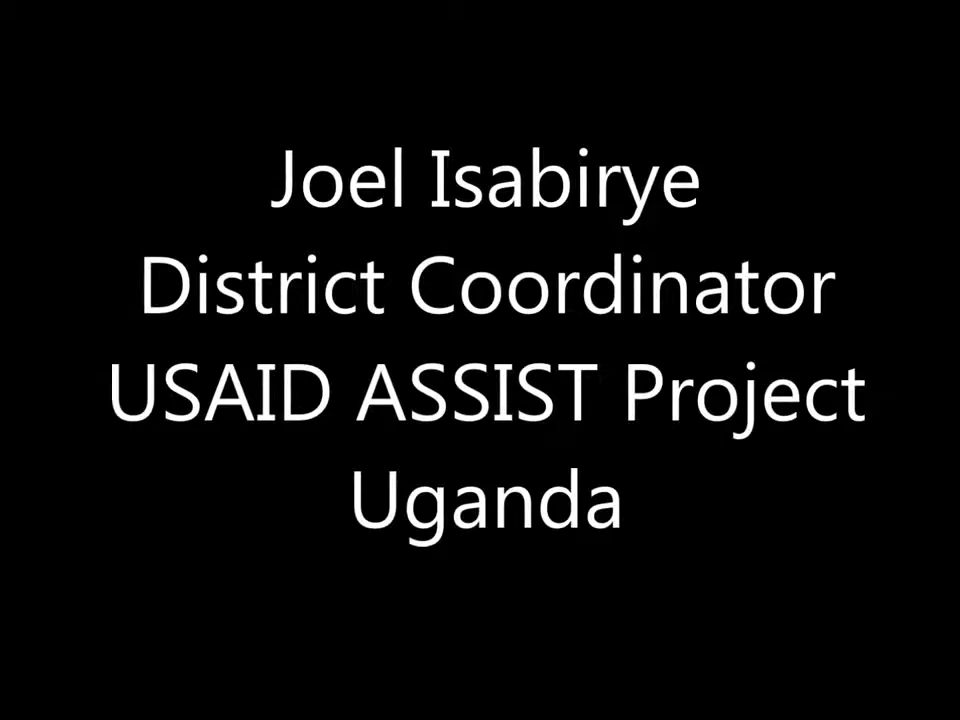 Joel Isabirye
District Coordinator
USAID ASSIST Project
Uganda